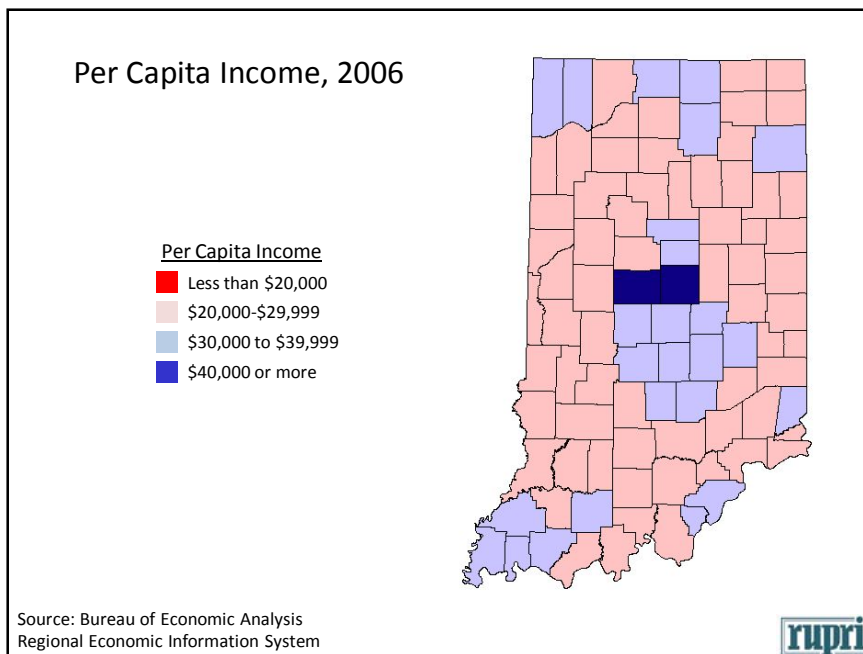 Per Capita Income, 2006
Per Capita Income
Less than $20,000
$20,000-$29,999
$30,000 to $39,999
$40,000 or more
Source: Bureau of Economic Analysis
Regional Economic Information System
rupri